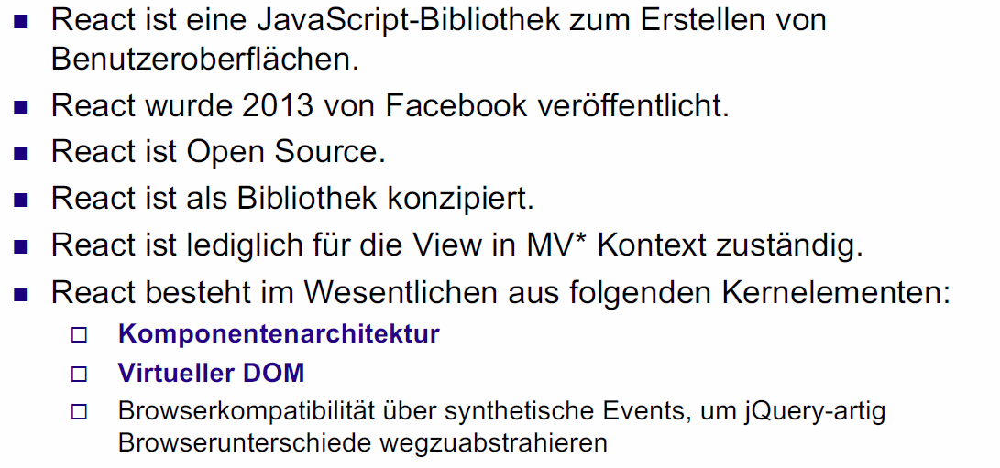 React ist eine JavaScript-Bibliothek zum Erstellen von
Benutzeroberflächen.
React wurde 2013 von Facebook veröffentlicht.
React ist Open Source.
React ist als Bibliothek konzipiert.
React ist lediglich für die View in MV* Kontext zuständig.
React besteht im Wesentlichen aus folgenden Kernelementen:
Komponentenarchitektur
Virtueller DOM
Browserkompatibilität über synthetische Events, um jQuery-artig
Browserunterschiede wegzuabstrahieren